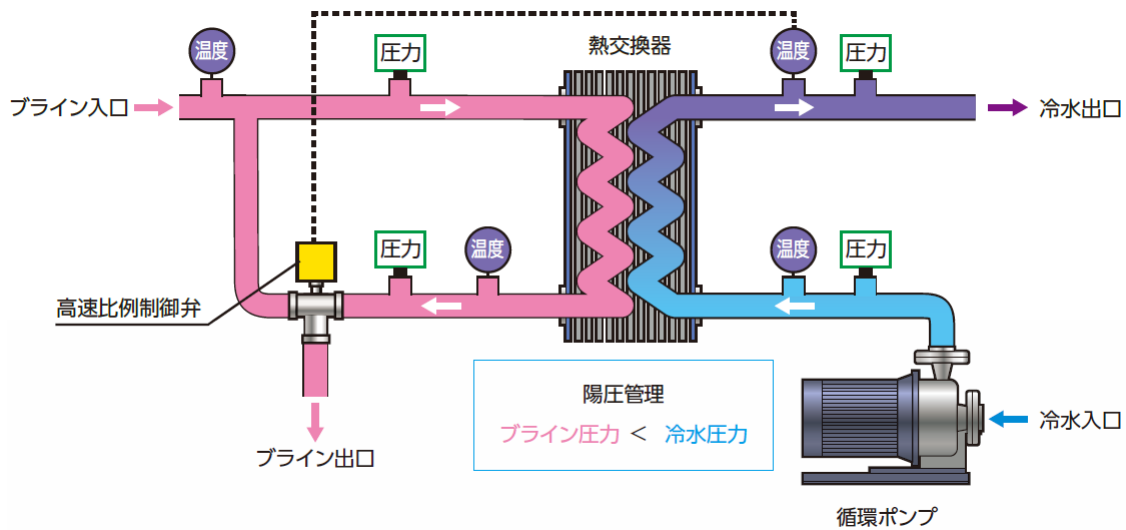 温度
圧力
熱交換器
温度
圧力
ブライン入口
冷水出口
圧力
温度
温度
圧力
高速比例制御弁
陽圧管理
ブライン圧力 < 冷水圧力
冷水入口
ブライン出口
循環ポンプ